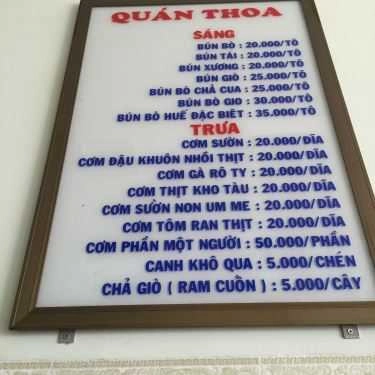 QUÁN THOA
SÁNG
BÚN BÒ : 20.000/TÔ
BÚN TÁI : 20.000/TÔ
BÚN XƯƠNG : 20.000/TÔ
BÚN GIÒ : 25.000/TÔ
BÚN BÒ CHẢ CUA : 25.000/TÔ
BÚN BÒ GIO : 30.000/TÔ
BÚN BÒ HUẾ ĐẶC BIÊT : 35.000/TÔ
TRƯA
CƠM SƯỜN : 20.000/DĨA
CƠM ĐẬU KHUÔN NHỒI THỊT : 20.000/DĨA
CƠM GÀ RÔ TY : 20.000/DĨA
CƠM THỊT KHO TÀU : 20.000/DĨA
CƠM SƯỜN NON UM ME : 20.000/DĨA
CƠM TÔM RAN THỊT : 20.000/DĨA
CƠM PHẦN MỘT NGƯỜI : 50.000/PHẦN
CANH KHÔ QUA : 5.000/CHÉN
CHẢ GIÒ ( RAM CUỐN ) : 5.000/CÂY